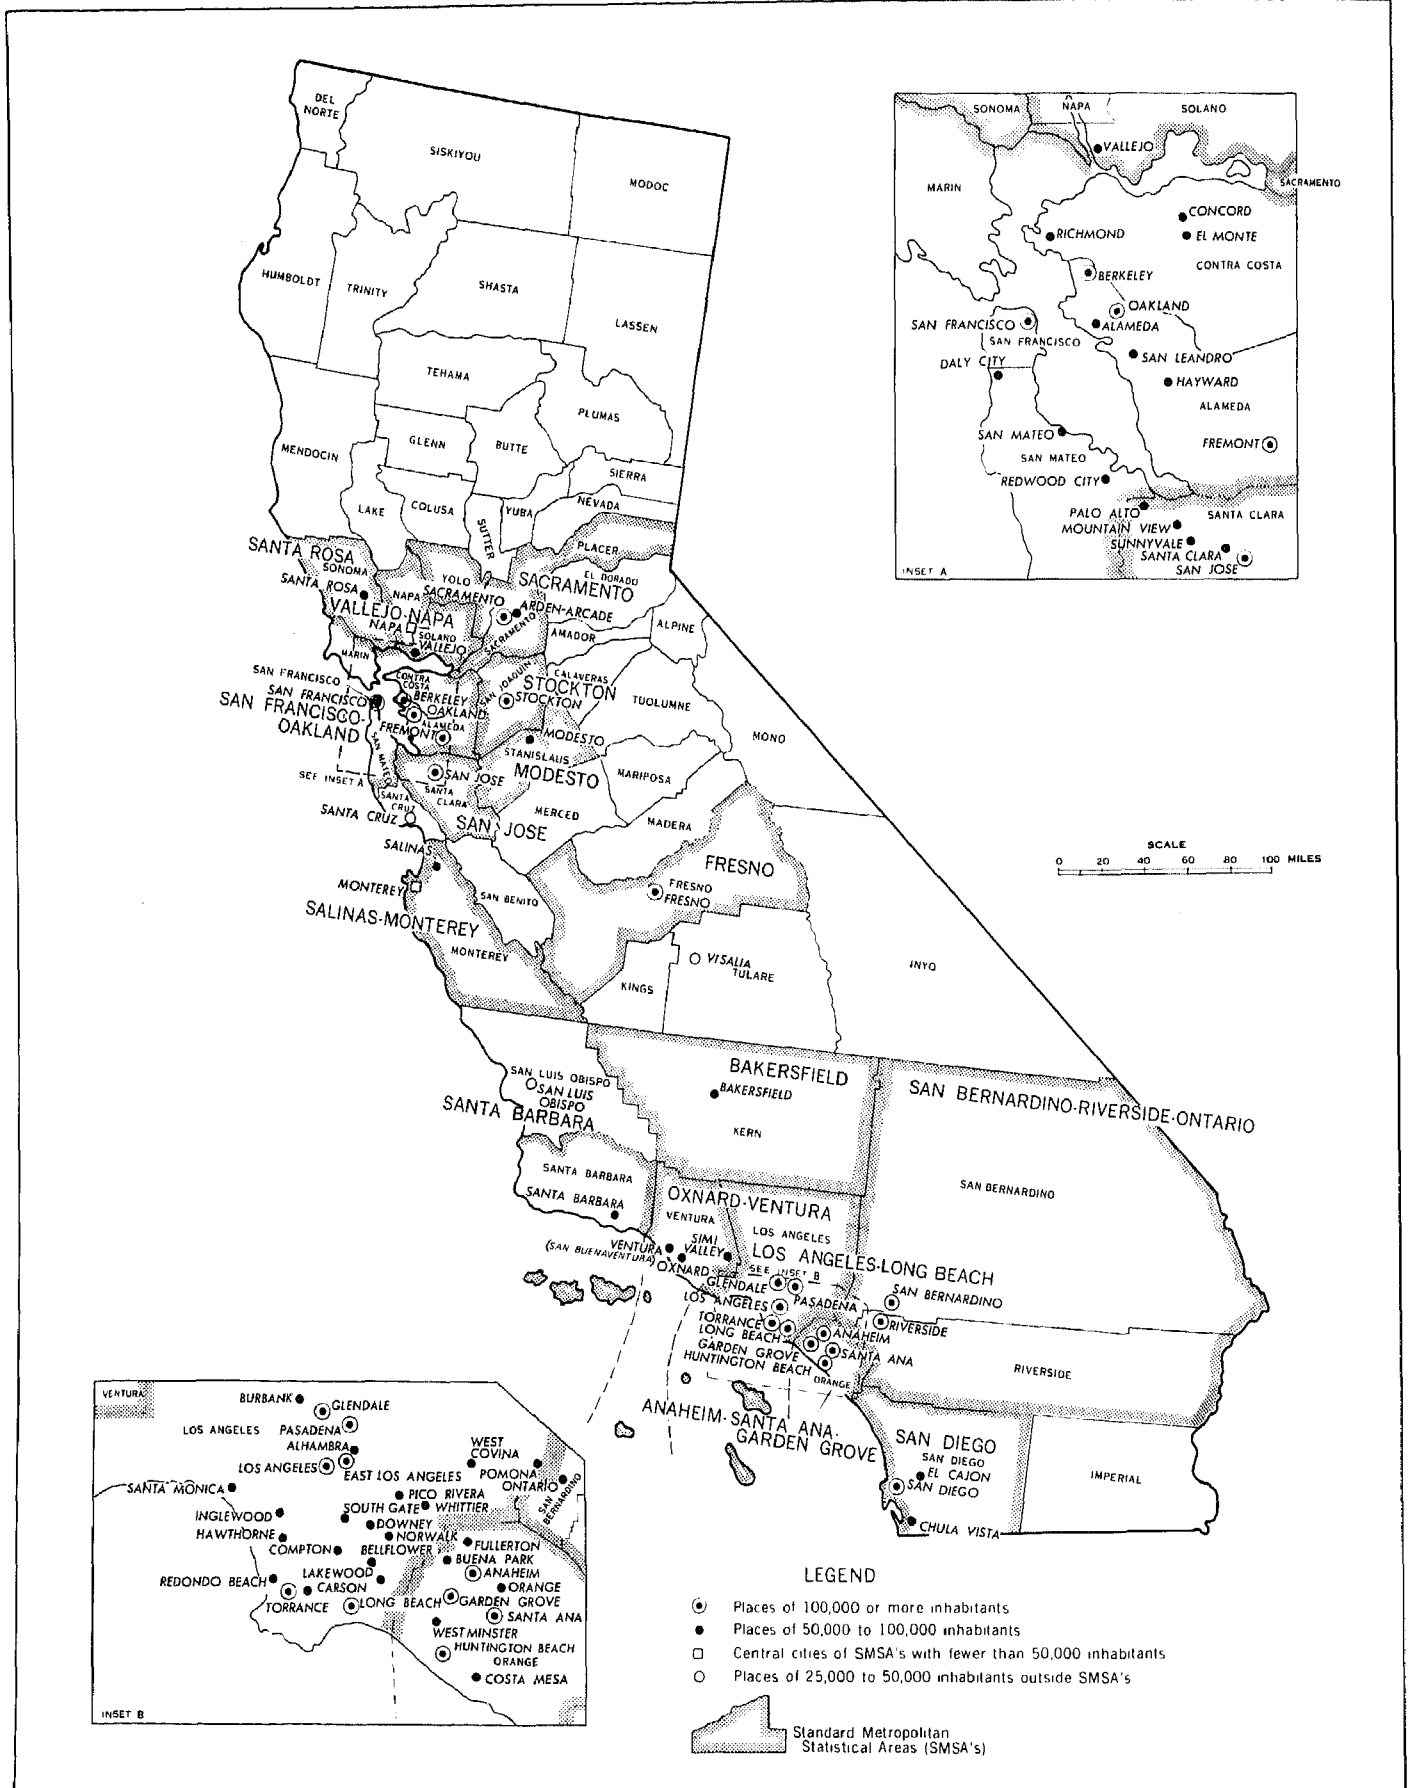 DEL
NORTE
SISKIYOU
MODOC
HUMBOLDT
TRINITY
SHASTA
LASSEN
TEHAMA
PLUMAS
MENDOCIN
GLENN
BUTTE
SIERRA
LAKE
COLUSA
SUTTER
YUBA
NEVADA
PLACER
SANTA ROSA
SONOMA
SANTA ROSA
YOLO
EL DORADO
SACRAMENTO
NAPA
SACRAMENTO
ARDEN-ARCADE
VALLEJO-NAPA
NAPA
SOLANO
VALLEJO
SACRAMENTO
AMADOR
ALPINE
MARIN
CALAVERAS
SAN FRANCISCO
CONTRA
COSTA
SAN JOAQUIN
STOCKTON
SAN FRANCISCO
BERKELEY
STOCKTON
TUOLUMNE
SAN FRANCISCO-
OAKLAND
OAKLAND
ALAMEDA
FREMONT
MODESTO
MONO
SAN MATEO
STANISLAUS
MODESTO
MARIPOSA
SEE INSET A
SAN JOSE
SANTA
CLARA
SANTA
CRUZ
SANTA CRUZ
SAN JOSE
MERCED
MADERA
SALINAS
FRESNO
MONTEREY
SAN BENITO
FRESNO
FRESNO
SALINAS-MONTEREY
MONTEREY
VISALIA
TULARE
KINGS
INYO
SAN LUIS OBISPO
SAN LUIS
OBISPO
BAKERSFIELD
BAKERSFIELD
KERN
SAN BERNARDINO-RIVERSIDE-ONTARIO
SANTA BARBARA
SANTA BARBARA
SANTA BARBARA
SAN BERNARDINO
OXNARD-VENTURA
VENTURA
LOS ANGELES
VENTURA
(SAN BUENAVENTURA)
SIMI
VALLEY
OXNARD
LOS ANGELES-LONG BEACH
SEE INSET B
GLENDALE
LOS ANGELES
PASADENA
SAN BERNARDINO
TORRANCE
RIVERSIDE
LONG BEACH
ANAHEIM
GARDEN GROVE
SANTA ANA
HUNTINGTON BEACH
ORANGE
RIVERSIDE
ANAHEIM-SANTA ANA-
GARDEN GROVE
SAN DIEGO
SAN DIEGO
EL CAJON
SAN DIEGO
IMPERIAL
CHULA VISTA
SONOMA
NAPA
SOLANO
VALLEJO
SACRAMENTO
MARIN
CONCORD
RICHMOND
EL MONTE
CONTRA COSTA
BERKELEY
OAKLAND
SAN FRANCISCO
ALAMEDA
SAN FRANCISCO
DALY CITY
SAN LEANDRO
HAYWARD
ALAMEDA
SAN MATEO
FREMONT
SAN MATEO
REDWOOD CITY
PALO ALTO
SANTA CLARA
MOUNTAIN VIEW
SUNNYVALE
SANTA CLARA
SAN JOSE
INSET A
SCALE
0 20 40 60 80 100 MILES
VENTURA
BURBANK
GLENDALE
LOS ANGELES
PASADENA
ALHAMBRA
WEST
COVINA
LOS ANGELES
EAST LOS ANGELES
POMONA
ONTARIO
SANTA MONICA
PICO RIVERA
SAN
BERNARDINO
SOUTH GATE
WHITTIER
INGLEWOOD
DOWNEY
HAWTHORNE
NORWALK
COMPTON
BELLFLOWER
FULLERTON
BUENA PARK
LAKEWOOD
ANAHEIM
REDONDO BEACH
CARSON
ORANGE
TORRANCE
LONG BEACH
GARDEN GROVE
SANTA ANA
WESTMINSTER
HUNTINGTON BEACH
ORANGE
COSTA MESA
INSET B
LEGEND
Places of 100,000 or more inhabitants
Places of 50,000 to 100,000 inhabitants
Central cities of SMSA's with fewer than 50,000 inhabitants
Places of 25,000 to 50,000 inhabitants outside SMSA's
Standard Metropolitan
Statistical Areas (SMSA's)